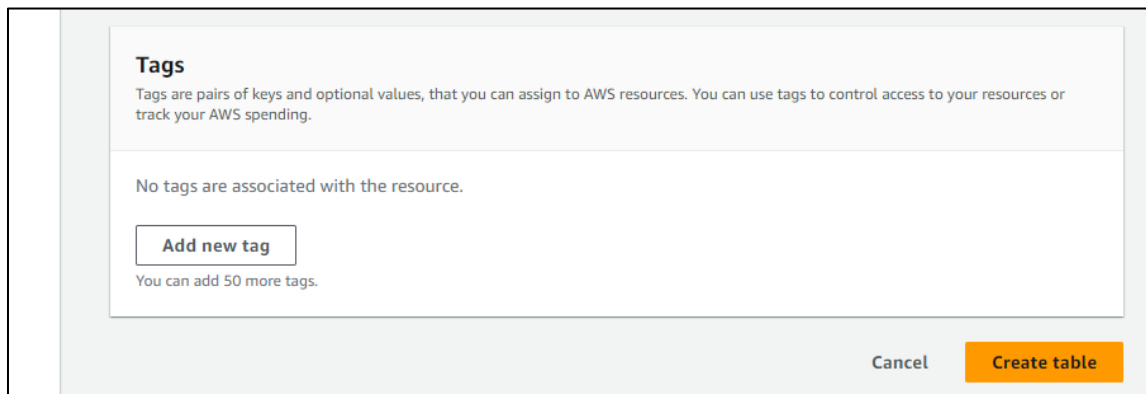 Tags
Tags are pairs of keys and optional values, that you can assign to AWS resources. You can use tags to control access to your resources or
track your AWS spending.
No tags are associated with the resource.
Add new tag
You can add 50 more tags.
Cancel Create table